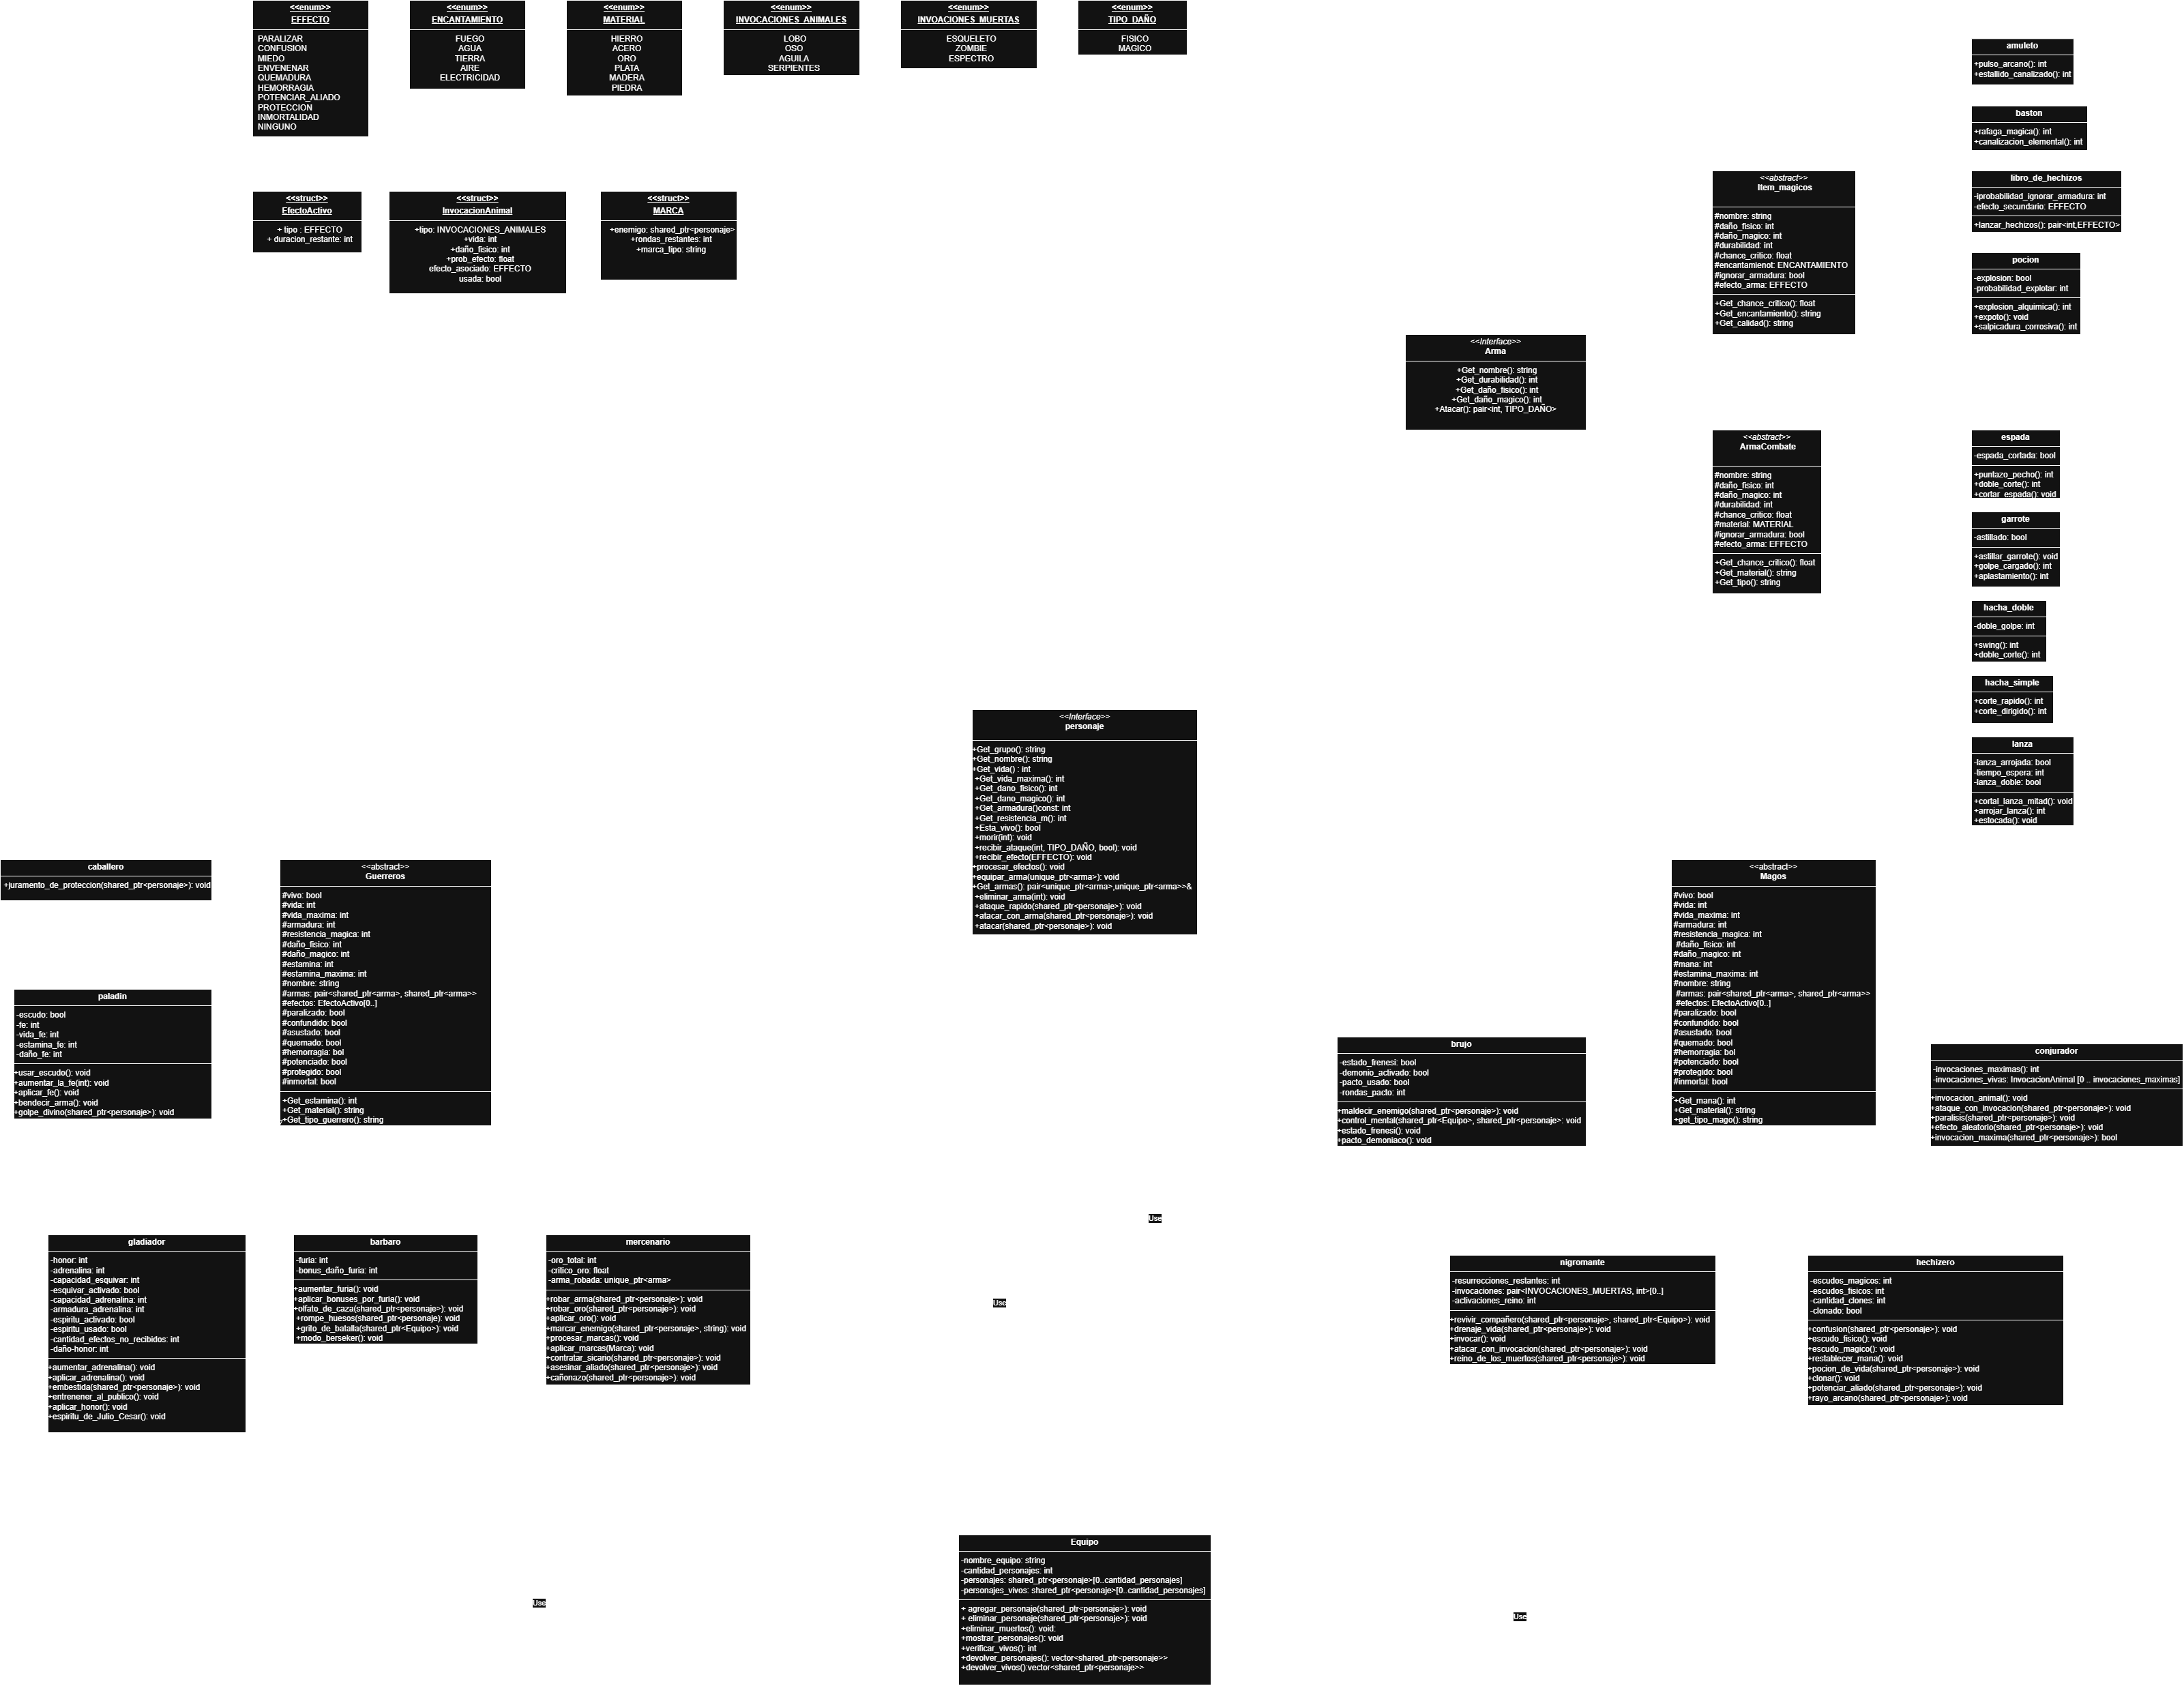 <<enum>>
EFFECTO
PARALIZAR
CONFUSION
MIEDO
ENVENENAR
QUEMADURA
HEMORRAGIA
POTENCIAR_ALIADO
PROTECCION
INMORTALIDAD
NINGUNO
<<enum>>
ENCANTAMIENTO
FUEGO
AGUA
TIERRA
AIRE
ELECTRICIDAD
<<enum>>
MATERIAL
HIERRO
ACERO
ORO
PLATA
MADERA
PIEDRA
<<enum>>
INVOCACIONES_ANIMALES
LOBO
OSO
AGUILA
SERPIENTES
<<enum>>
INVOACIONES_MUERTAS
ESQUELETO
ZOMBIE
ESPECTRO
<<enum>>
TIPO_DAÑO
FISICO
MAGICO
<<struct>>
EfectoActivo
+ tipo : EFFECTO
+ duracion_restante: int
<<struct>>
InvocacionAnimal
+tipo: INVOCACIONES_ANIMALES
+vida: int
+daño_fisico: int
+prob_efecto: float
efecto_asociado: EFFECTO
usada: bool
<<struct>>
MARCA
+enemigo: shared_ptr<personaje>
+rondas_restantes: int
+marca_tipo: string
amuleto
+pulso_arcano(): int
+estallido_canalizado(): int
baston
+rafaga_magica(): int
+canalizacion_elemental(): int
libro_de_hechizos
-iprobabilidad_ignorar_armadura: int
-efecto_secundario: EFFECTO
+lanzar_hechizos(): pair<int,EFFECTO>
pocion
-explosion: bool
-probabilidad_explotar: int
+explosion_alquimica(): int
+expoto(): void
+salpicadura_corrosiva(): int
<<abstract>>
Item_magicos
#nombre: string
#daño_fisico: int
#daño_magico: int
#durabilidad: int
#chance_critico: float
#encantamienot: ENCANTAMIENTO
#ignorar_armadura: bool
#efecto_arma: EFFECTO
+Get_chance_critico(): float
+Get_encantamiento(): string
+Get_calidad(): string
<<Interface>>
Arma
+Get_nombre(): string
+Get_durabilidad(): int
+Get_daño_fisico(): int
+Get_daño_magico(): int
+Atacar(): pair<int, TIPO_DAÑO>
<<abstract>>
ArmaCombate
#nombre: string
#daño_fisico: int
#daño_magico: int
#durabilidad: int
#chance_critico: float
#material: MATERIAL
#ignorar_armadura: bool
#efecto_arma: EFFECTO
+Get_chance_critico(): float
+Get_material(): string
+Get_tipo(): string
espada
-espada_cortada: bool
+puntazo_pecho(): int
+doble_corte(): int
+cortar_espada(): void
garrote
-astillado: bool
+astillar_garrote(): void
+golpe_cargado(): int
+aplastamiento(): int
hacha_doble
-doble_golpe: int
+swing(): int
+doble_corte(): int
hacha_simple
+corte_rapido(): int
+corte_dirigido(): int
lanza
-lanza_arrojada: bool
-tiempo_espera: int
-lanza_doble: bool
+cortal_lanza_mitad(): void
+arrojar_lanza(): int
+estocada(): void
<<Interface>>
personaje
+Get_grupo(): string
+Get_nombre(): string
+Get_vida() : int
+Get_vida_maxima(): int
+Get_dano_fisico(): int
+Get_dano_magico(): int
+Get_armadura()const: int
+Get_resistencia_m(): int
+Esta_vivo(): bool
+morir(int): void
+recibir_ataque(int, TIPO_DAÑO, bool): void
+recibir_efecto(EFFECTO): void
+procesar_efectos(): void
+equipar_arma(unique_ptr<arma>): void
+Get_armas(): pair<unique_ptr<arma>,unique_ptr<arma>>&
+eliminar_arma(int): void
+ataque_rapido(shared_ptr<personaje>): void
+atacar_con_arma(shared_ptr<personaje>): void
+atacar(shared_ptr<personaje>): void
caballero
+juramento_de_proteccion(shared_ptr<personaje>): void
<<abstract>>
Guerreros
#vivo: bool
#vida: int
#vida_maxima: int
#armadura: int
#resistencia_magica: int
#daño_fisico: int
#daño_magico: int
#estamina: int
#estamina_maxima: int
#nombre: string
#armas: pair<shared_ptr<arma>, shared_ptr<arma>>
#efectos: EfectoActivo[0..]
#paralizado: bool
#confundido: bool
#asustado: bool
#quemado: bool
#hemorragia: bol
#potenciado: bool
#protegido: bool
#inmortal: bool
+Get_estamina(): int
+Get_material(): string
+Get_tipo_guerrero(): string
<<abstract>>
Magos
#vivo: bool
#vida: int
#vida_maxima: int
#armadura: int
#resistencia_magica: int
#daño_fisico: int
#daño_magico: int
#mana: int
#estamina_maxima: int
#nombre: string
#armas: pair<shared_ptr<arma>, shared_ptr<arma>>
#efectos: EfectoActivo[0..]
#paralizado: bool
#confundido: bool
#asustado: bool
#quemado: bool
#hemorragia: bol
#potenciado: bool
#protegido: bool
#inmortal: bool
+Get_mana(): int
+Get_material(): string
+get_tipo_mago(): string
paladin
-escudo: bool
-fe: int
-vida_fe: int
-estamina_fe: int
-daño_fe: int
+usar_escudo(): void
+aumentar_la_fe(int): void
+aplicar_fe(): void
+bendecir_arma(): void
+golpe_divino(shared_ptr<personaje>): void
brujo
-estado_frenesi: bool
-demonio_activado: bool
-pacto_usado: bool
-rondas_pacto: int
+maldecir_enemigo(shared_ptr<personaje>): void
+control_mental(shared_ptr<Equipo>, shared_ptr<personaje>: void
+estado_frenesi(): void
+pacto_demoniaco(): void
conjurador
-invocaciones_maximas(): int
-invocaciones_vivas: InvocacionAnimal [0 .. invocaciones_maximas]
+invocacion_animal(): void
+ataque_con_invocacion(shared_ptr<personaje>): void
+paralisis(shared_ptr<personaje>): void
+efecto_aleatorio(shared_ptr<personaje>): void
+invocacion_maxima(shared_ptr<personaje>): bool
Use
gladiador
-honor: int
-adrenalina: int
-capacidad_esquivar: int
-esquivar_activado: bool
-capacidad_adrenalina: int
-armadura_adrenalina: int
-espiritu_activado: bool
-espiritu_usado: bool
-cantidad_efectos_no_recibidos: int
-daño-honor: int
+aumentar_adrenalina(): void
+aplicar_adrenalina(): void
+embestida(shared_ptr<personaje>): void
+entrenener_al_publico(): void
+aplicar_honor(): void
+espiritu_de_Julio_Cesar(): void
barbaro
-furia: int
-bonus_daño_furia: int
+aumentar_furia(): void
+aplicar_bonuses_por_furia(): void
+olfato_de_caza(shared_ptr<personaje>): void
+rompe_huesos(shared_ptr<personaje): void
+grito_de_batalla(shared_ptr<Equipo>): void
+modo_berseker(): void
mercenario
-oro_total: int
-critico_oro: float
-arma_robada: unique_ptr<arma>
+robar_arma(shared_ptr<personaje>): void
+robar_oro(shared_ptr<personaje>): void
+aplicar_oro(): void
+marcar_enemigo(shared_ptr<personaje>, string): void
+procesar_marcas(): void
+aplicar_marcas(Marca): void
+contratar_sicario(shared_ptr<personaje>): void
+asesinar_aliado(shared_ptr<personaje>): void
+cañonazo(shared_ptr<personaje>): void
Use
nigromante
-resurrecciones_restantes: int
-invocaciones: pair<INVOCACIONES_MUERTAS, int>[0..]
-activaciones_reino: int
+revivir_compañero(shared_ptr<personaje>, shared_ptr<Equipo>): void
+drenaje_vida(shared_ptr<personaje>): void
+invocar(): void
+atacar_con_invocacion(shared_ptr<personaje>): void
+reino_de_los_muertos(shared_ptr<personaje>): void
hechizero
-escudos_magicos: int
-escudos_fisicos: int
-cantidad_clones: int
-clonado: bool
+confusion(shared_ptr<personaje>): void
+escudo_fisico(): void
+escudo_magico(): void
+restablecer_mana(): void
+pocion_de_vida(shared_ptr<personaje>): void
+clonar(): void
+potenciar_aliado(shared_ptr<personaje>): void
+rayo_arcano(shared_ptr<personaje>): void
Equipo
-nombre_equipo: string
-cantidad_personajes: int
-personajes: shared_ptr<personaje>[0..cantidad_personajes]
-personajes_vivos: shared_ptr<personaje>[0..cantidad_personajes]
+ agregar_personaje(shared_ptr<personaje>): void
+ eliminar_personaje(shared_ptr<personaje>): void
+eliminar_muertos(): void:
+mostrar_personajes(): void
+verificar_vivos(): int
+devolver_personajes(): vector<shared_ptr<personaje>>
+devolver_vivos():vector<shared_ptr<personaje>>
Use
Use